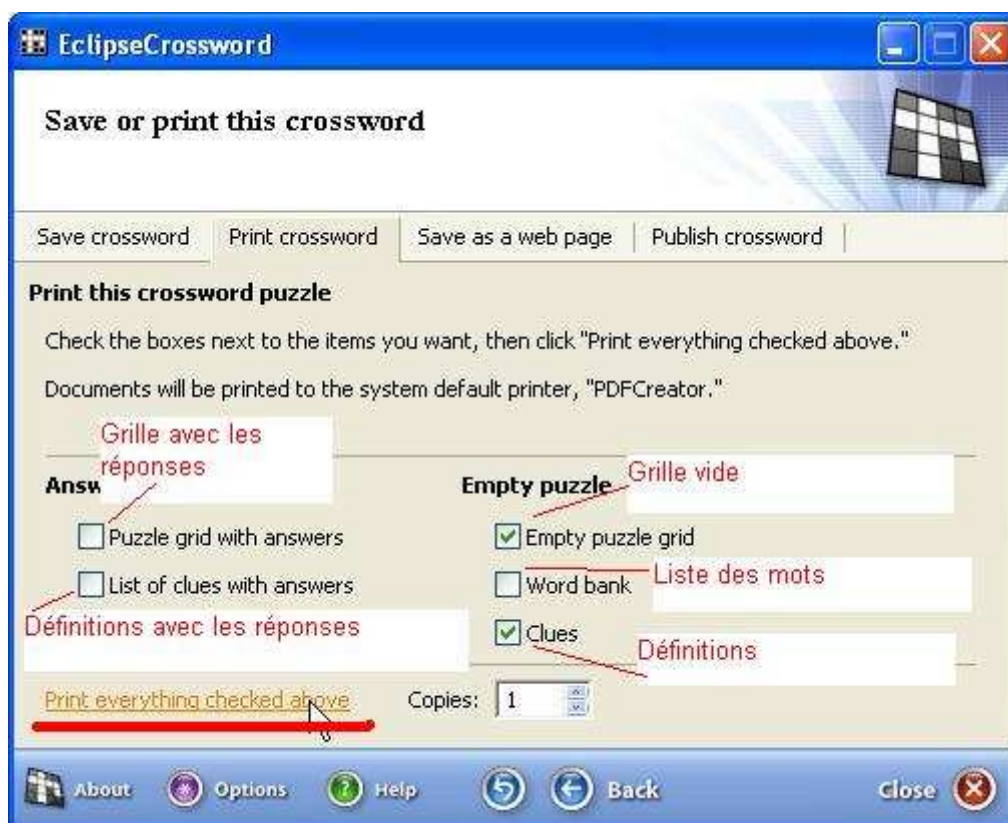 EclipseCrossword
Save or print this crossword
Save crossword Print crossword Save as a web page Publish crossword
Print this crossword puzzle
Check the boxes next to the items you want, then click "Print everything checked above."
Documents will be printed to the system default printer, "PDFCreator."
Grille avec les
réponses
Answ
Empty puzzle
Grille vide
Puzzle grid with answers
Empty puzzle grid
List of clues with answers
Word bank
Liste des mots
Définitions avec les réponses
Clues
Définitions
Print everything checked above Copies: 1
About Options Help Back Close